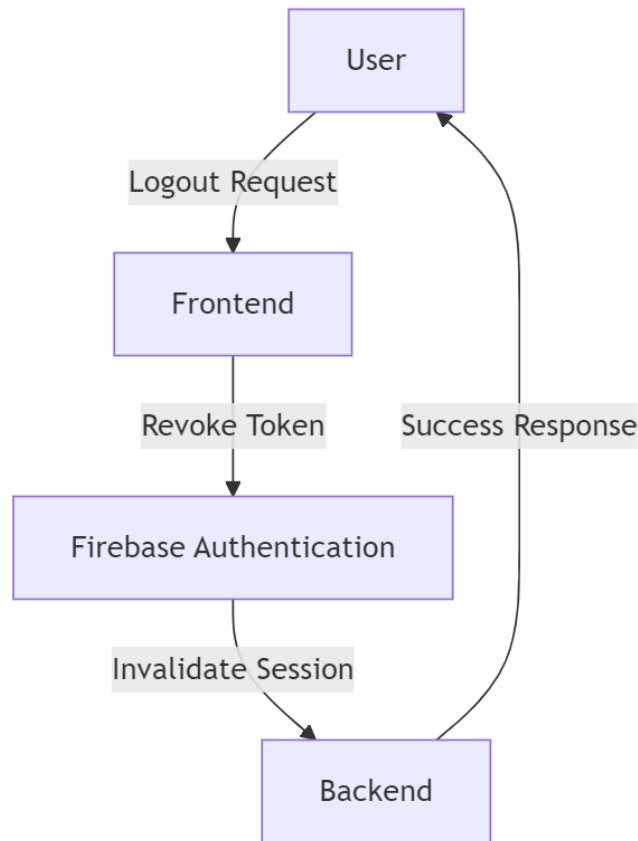 User
Logout Request
Frontend
Revoke Token
Success Response
Firebase Authentication
Invalidate Session
Backend